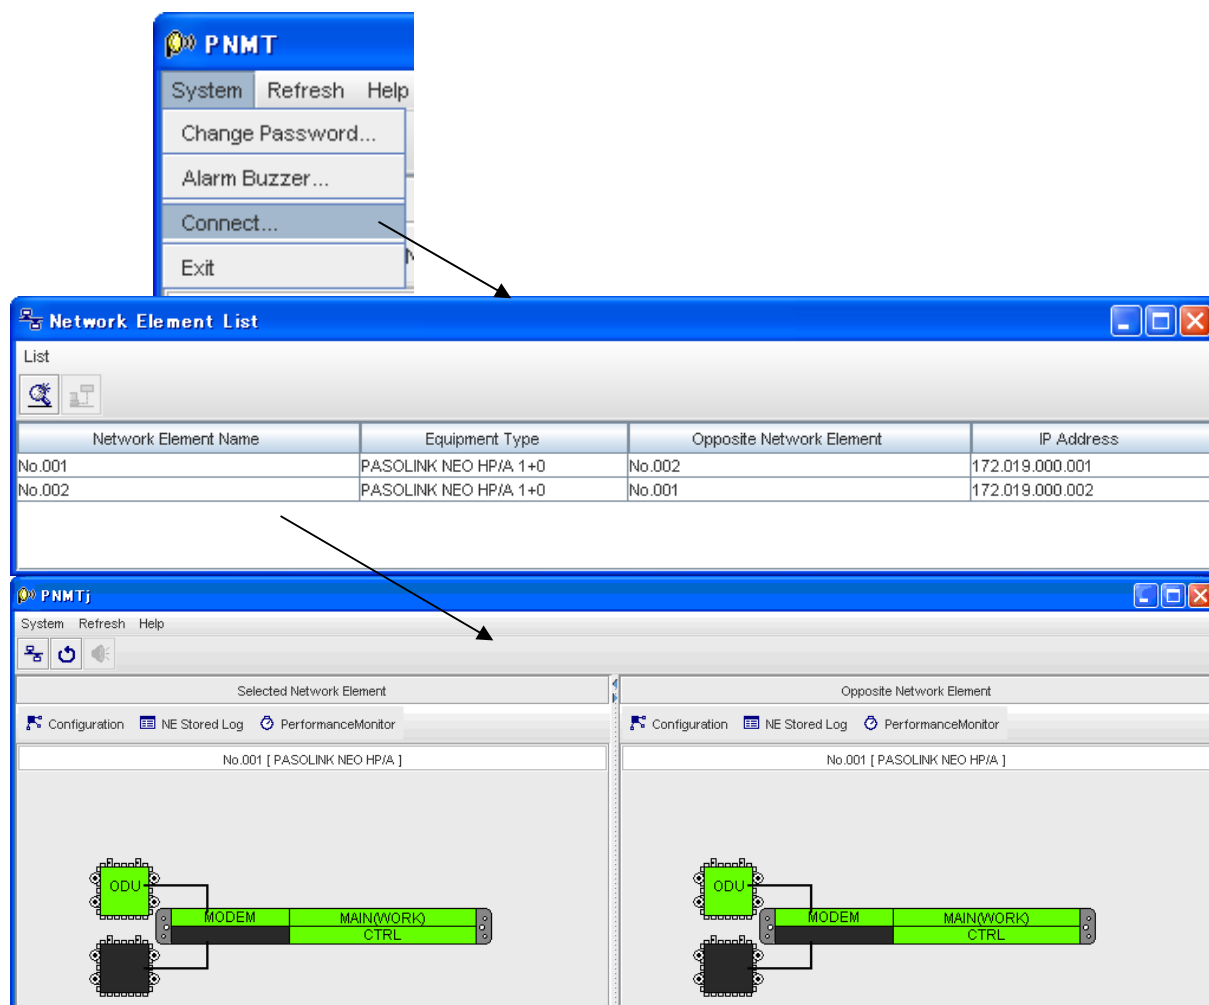 PNMT
System Refresh Help
Change Password...
Alarm Buzzer...
Connect...
Exit
Network Element List
List
Network Element Name Equipment Type Opposite Network Element IP Address
No.001 PASOLINK NEO HP/A 1+0 No.002 172.019.000.001
No.002 PASOLINK NEO HP/A 1+0 No.001 172.019.000.002
PNMTj
System Refresh Help
Selected Network Element Opposite Network Element
Configuration NE Stored Log PerformanceMonitor Configuration NE Stored Log PerformanceMonitor
No.001 [ PASOLINK NEO HP/A ] No.001 [ PASOLINK NEO HP/A ]
ODU ODU
MODEM MAIN(WORK) MODEM MAIN(WORK)
CTRL CTRL